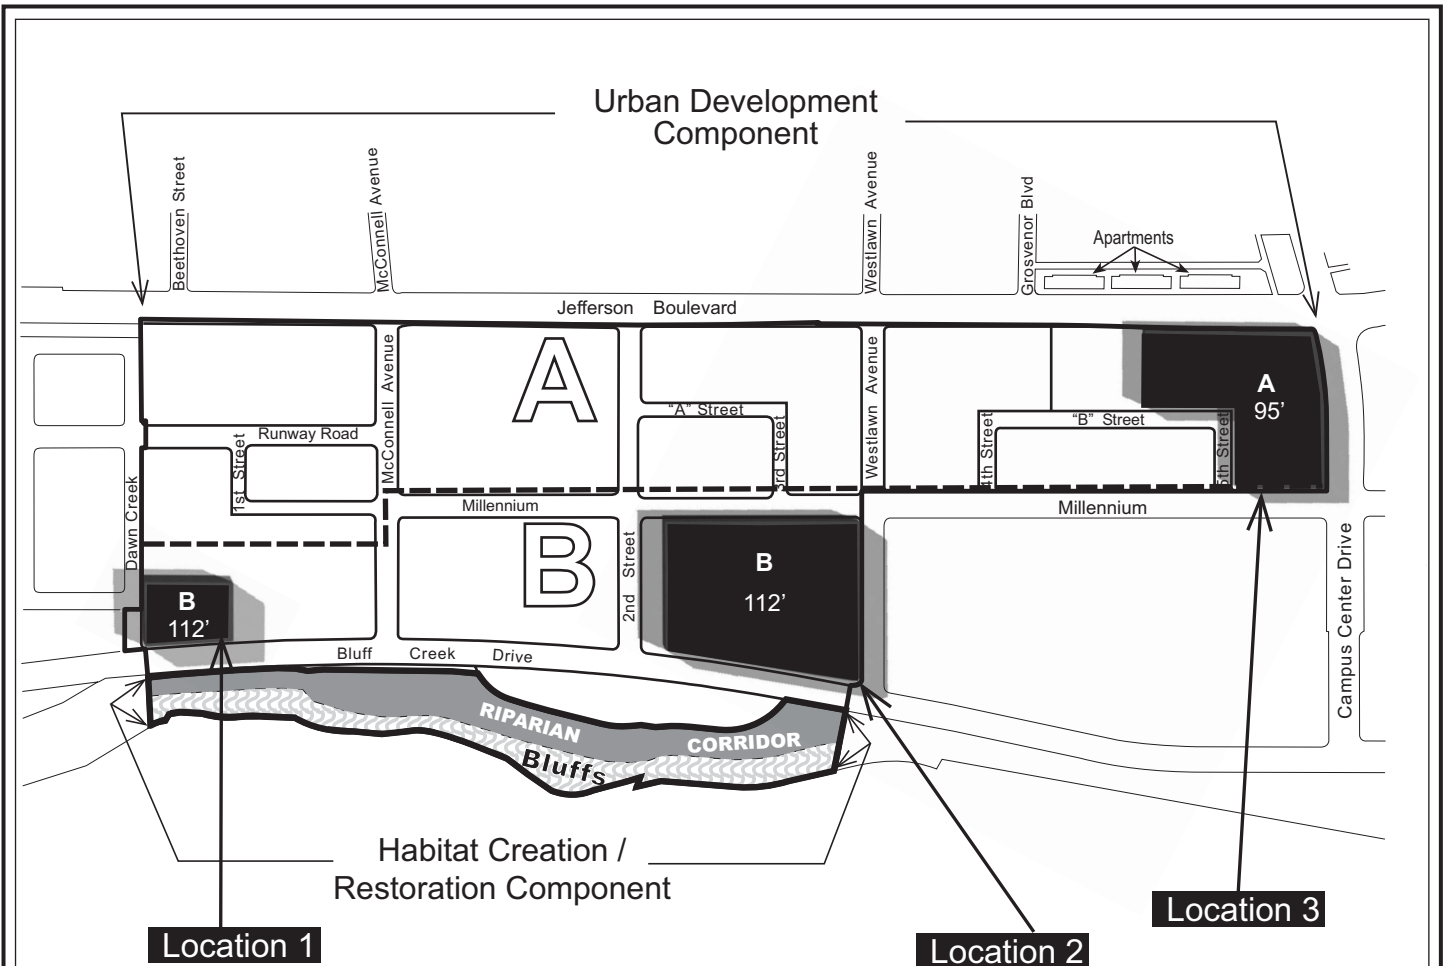 Urban Development
Component
Beethoven Street
McConnell Avenue
Westlawn Avenue
Grosvenor Blvd
Apartments
Jefferson Boulevard
A
McConnell Avenue
Westlawn Avenue
A
95’
“A” Street
"B" Street
Runway Road
1st Street
3rd Street
4th Street
5th Street
Dawn Creek
Millennium
Millennium
B
2nd Street
B
112’
B
112’
Campus Center Drive
Bluff Creek Drive
RIPARIAN
CORRIDOR
Bluffs
Habitat Creation /
Restoration Component
Location 3
Location 1
Location 2